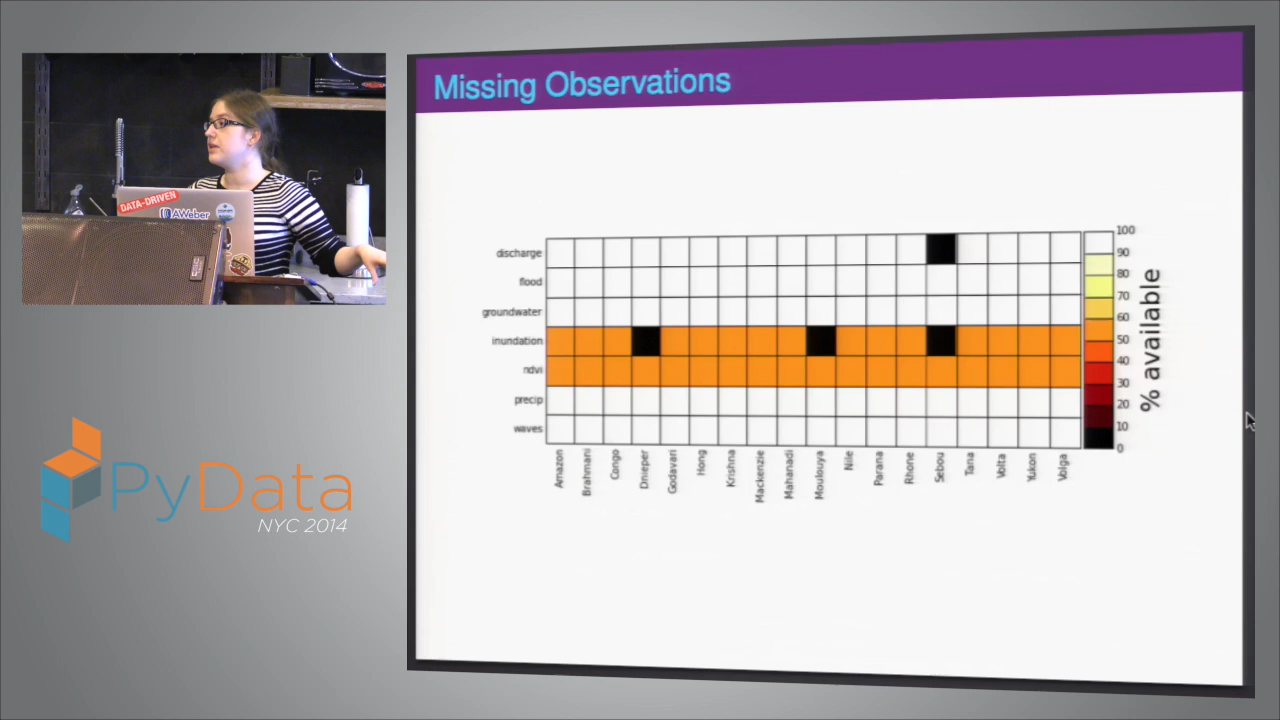 Missing Observations
DATA-DRIVEN
AWeber
discharge
flood
groundwater
inundation
ndvi
precip
waves
Amazon
Brahmani
Congo
Dnieper
Godavari
Hong
Krishna
Mackenzie
Mahanadi
Moulouya
Nile
Parana
Rhone
Sebou
Tana
Volta
Yukon
Volga
100
90
80
70
60
50
40
30
20
10
0
% available
PyData
NYC 2014